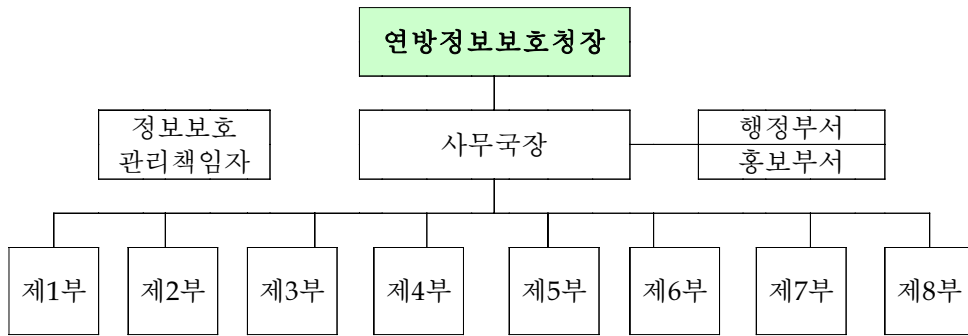 연방정보보호청장
정보보호
관리책임자
사무국장
행정부서
홍보부서
제1부
제2부
제3부
제4부
제5부
제6부
제7부
제8부